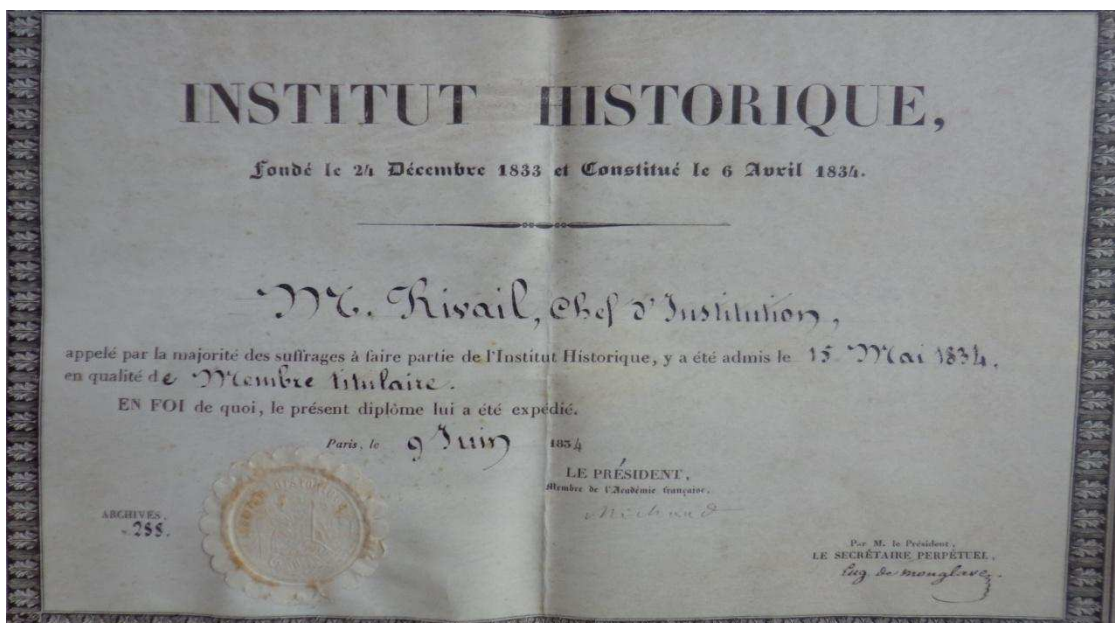 INSTITUT HISTORIQUE,
Fondé le 24 Décembre 1833 et Constitué le 6 Avril 1834.
Mr. Rivail, Chef d'Institution,
appelé par la majorité des suffrages à faire partie de l'Institut Historique, y a été admis le 15 Mai 1834,
en qualité de Membre titulaire.
EN FOI de quoi, le présent diplôme lui a été expédié.
Paris, le 9 Juin 1834
LE PRÉSIDENT,
Membre de l'Académie française,
Michaud
ARCHIVES,
288.
Par M. le Président,
LE SECRÉTAIRE PERPÉTUEL,
Eug de monglave